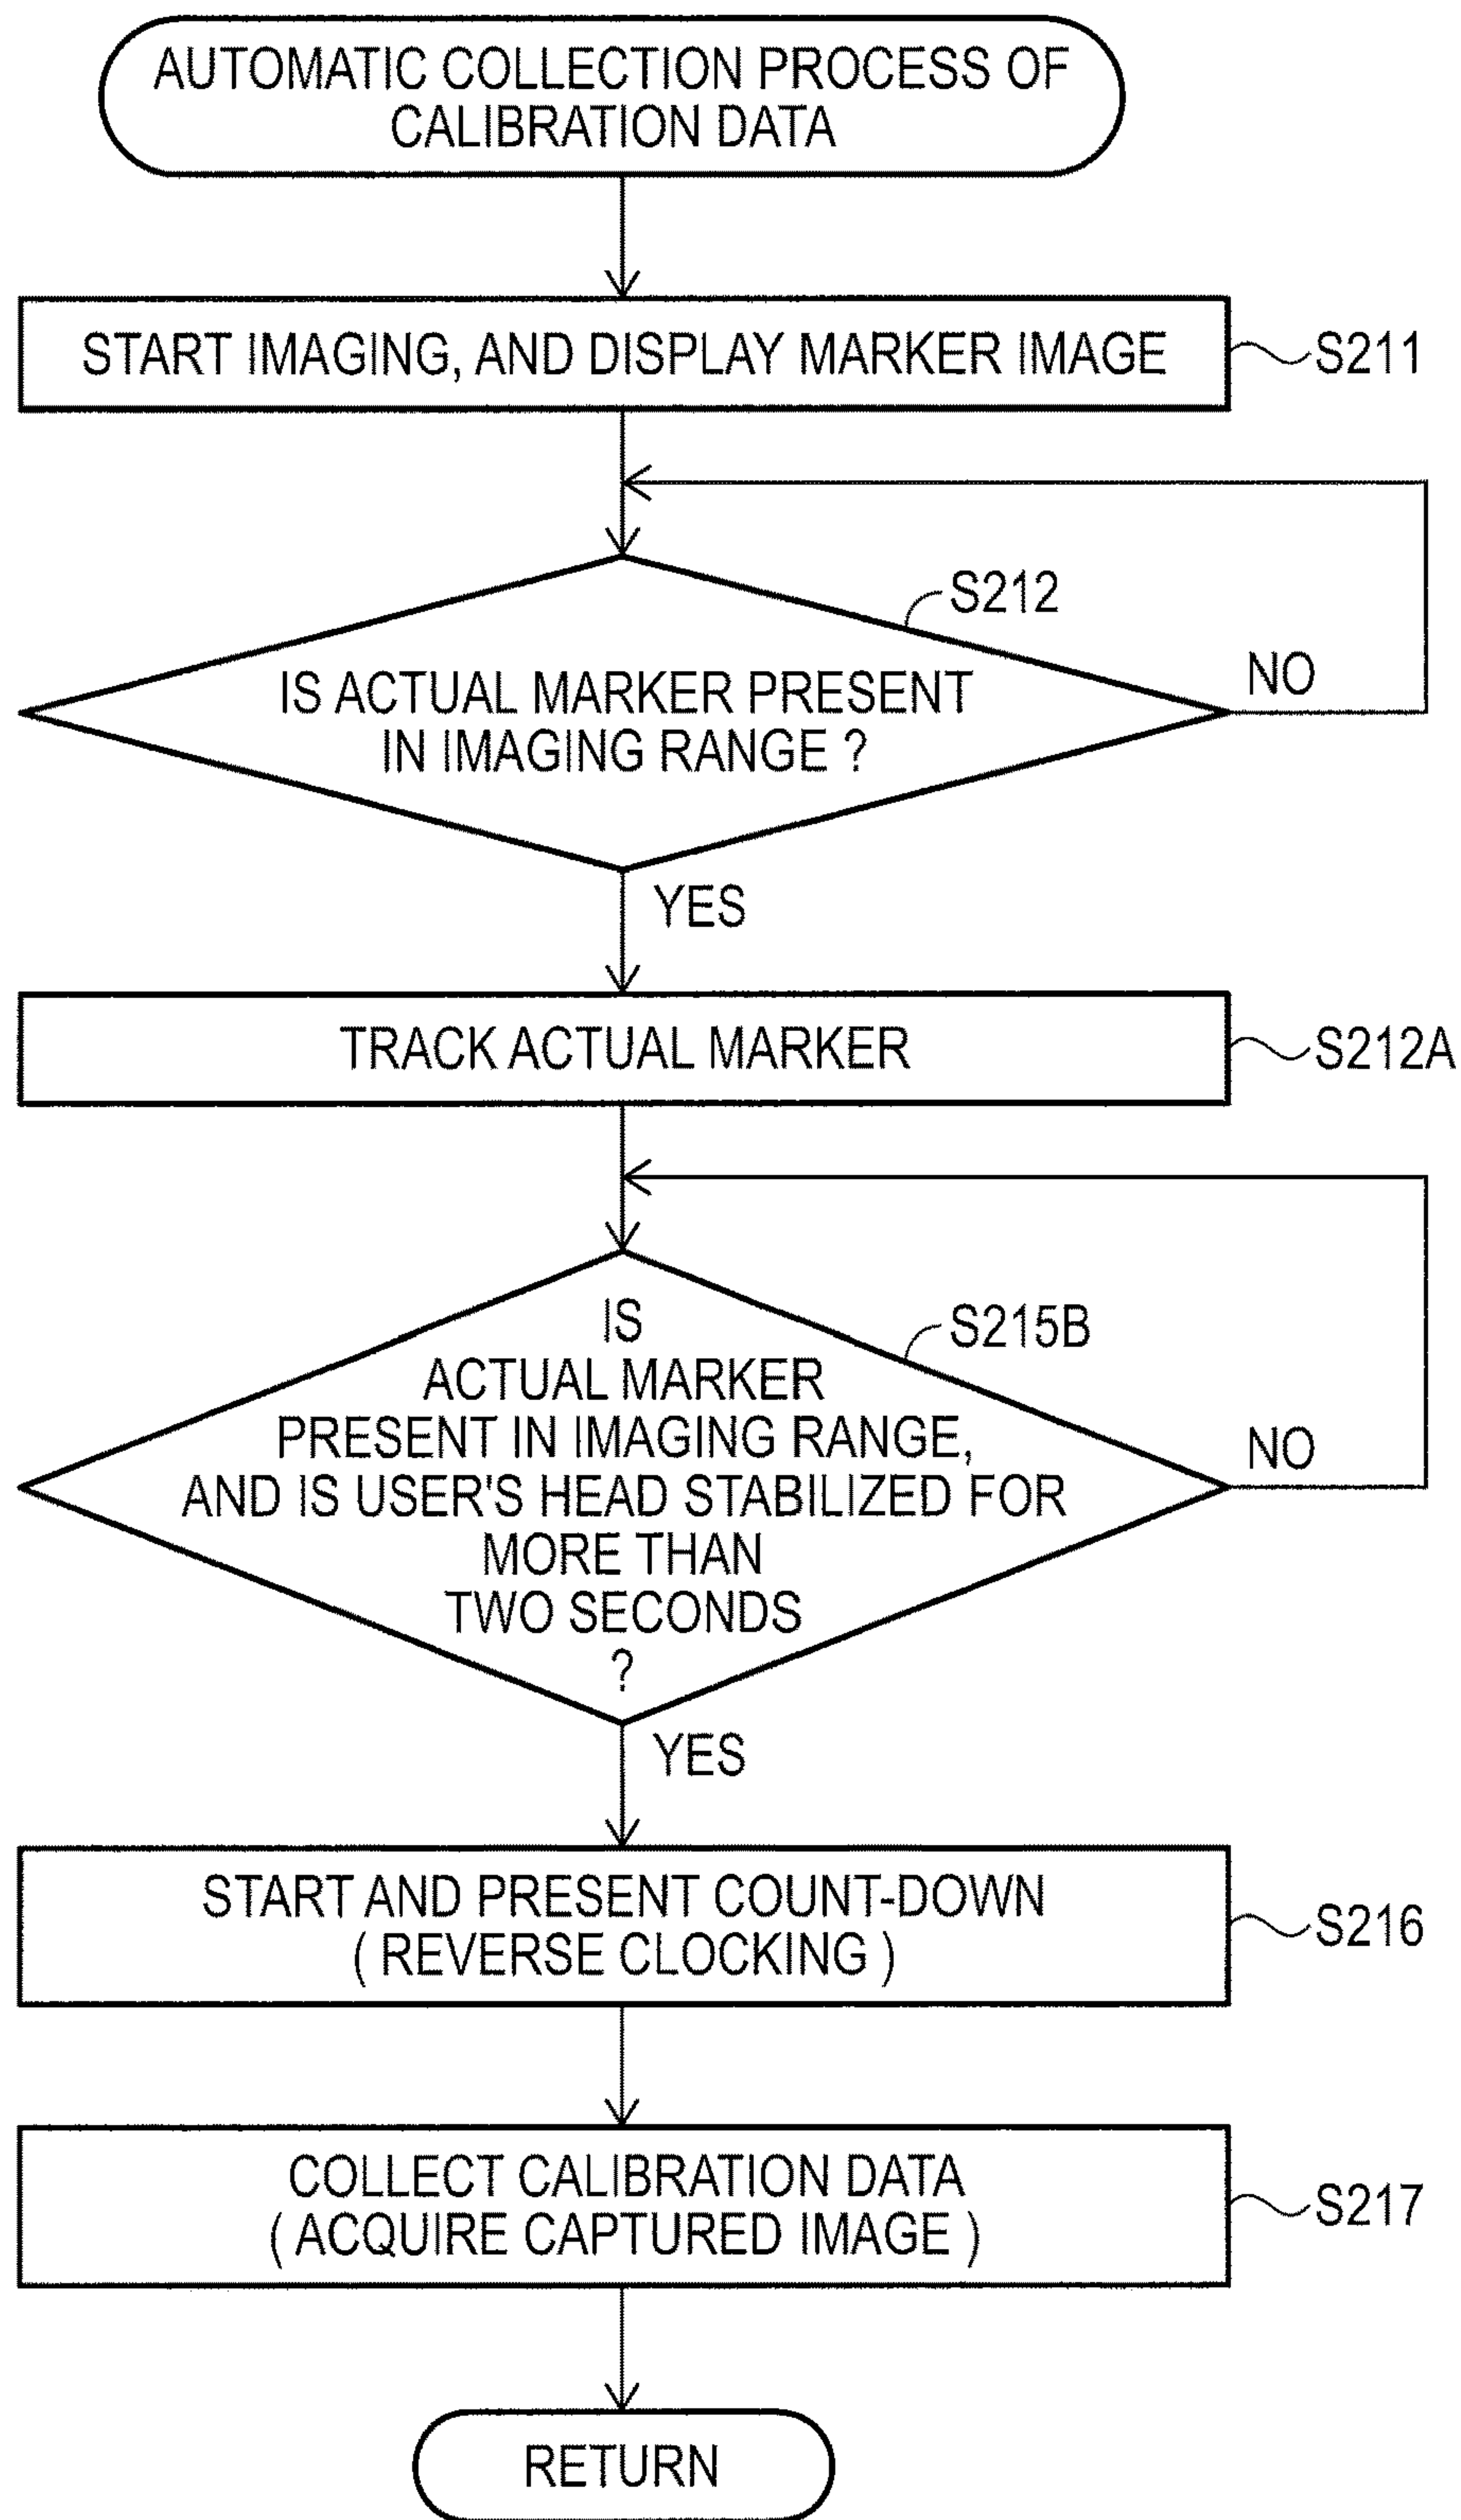 AUTOMATIC COLLECTION PROCESS OF
CALIBRATION DATA
START IMAGING, AND DISPLAY MARKER IMAGE
S211
S212
IS ACTUAL MARKER PRESENT
IN IMAGING RANGE ?
NO
YES
TRACK ACTUAL MARKER
S212A
S215B
IS
ACTUAL MARKER
PRESENT IN IMAGING RANGE,
AND IS USER'S HEAD STABILIZED FOR
MORE THAN
TWO SECONDS
?
NO
YES
START AND PRESENT COUNT-DOWN
( REVERSE CLOCKING )
S216
COLLECT CALIBRATION DATA
( ACQUIRE CAPTURED IMAGE )
S217
RETURN